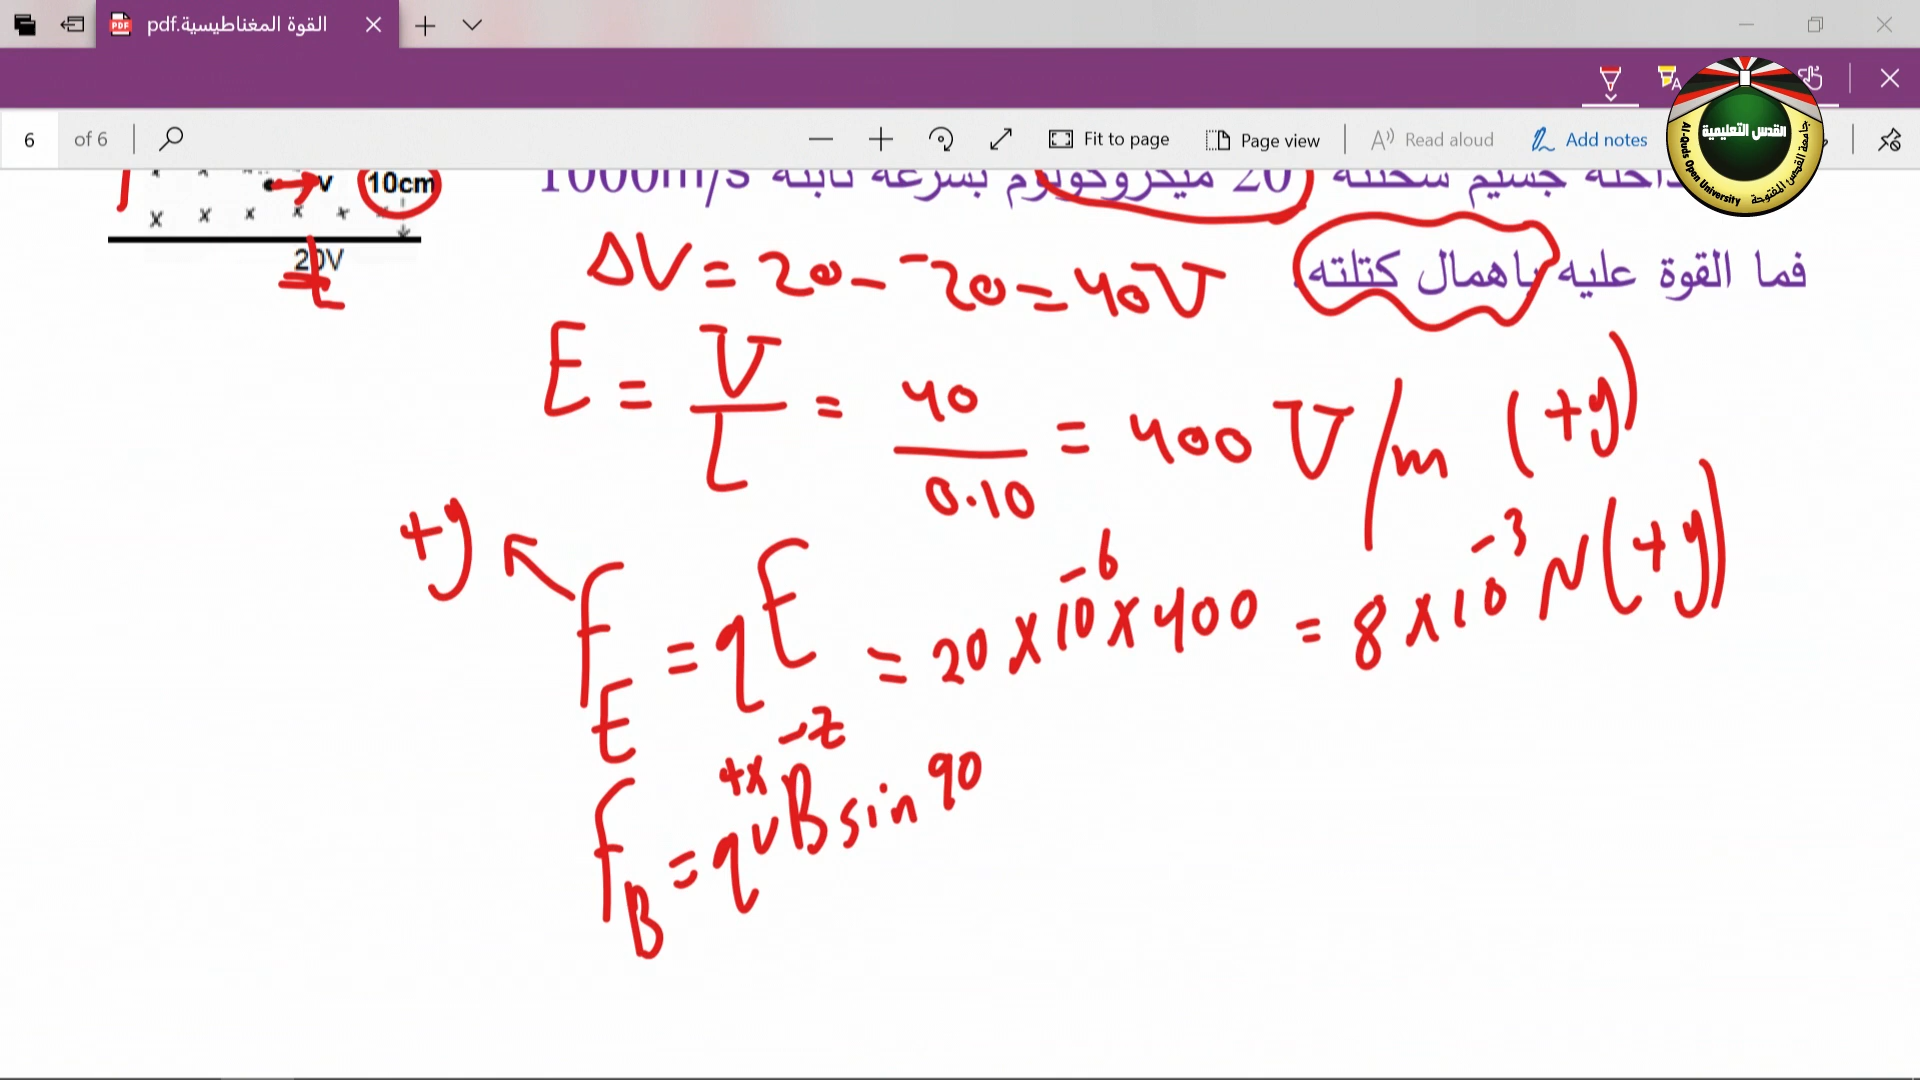 القوة المغناطيسية.pdf
6 of 6
Fit to page
Page view
Read aloud
Add notes
القدس التعليمية
جامعة القدس المفتوحة
Al-Quds Open University
جسيم شحنته 20 ميكروكولوم بسرعة ثابتة 1000m/s
فما القوة عليه باهمال كتلته
v 10cm
x x x x x
20V
ΔV = 20 - -20 = 40V
E = V/L = 40/0.10 = 400 V/m (+y)
+y
F_E = qE = 20 x 10^-6 x 400 = 8 x 10^-3 N (+y)
+x -z
F_B = qvB sin 90